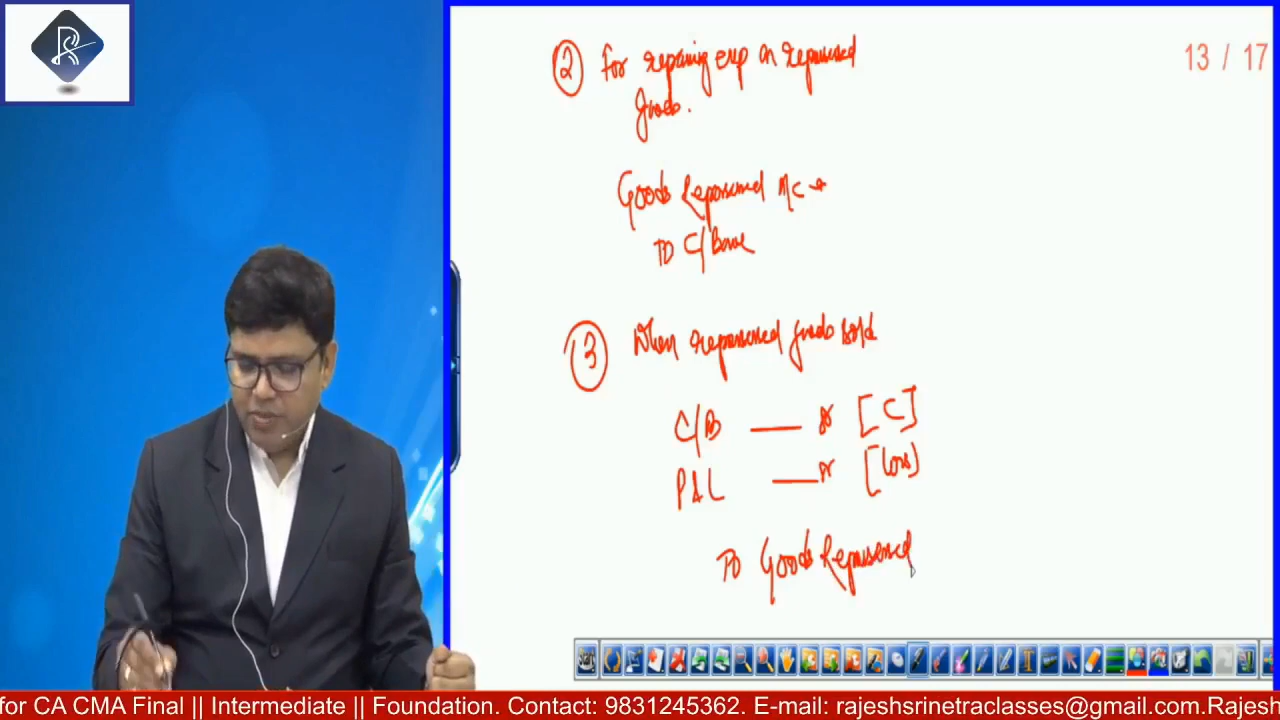 RS
② For repairing exp on repossessed
goods.
13 / 17
Goods Repossessed A/c Dr
To C/Bank
③ When repossessed goods sold
C/B —— Dr [C]
P&L —— Dr [Loss]
To Goods Repossessed
for CA CMA Final || Intermediate || Foundation. Contact: 9831245362. E-mail: rajeshsrinetraclasses@gmail.com.Rajesh